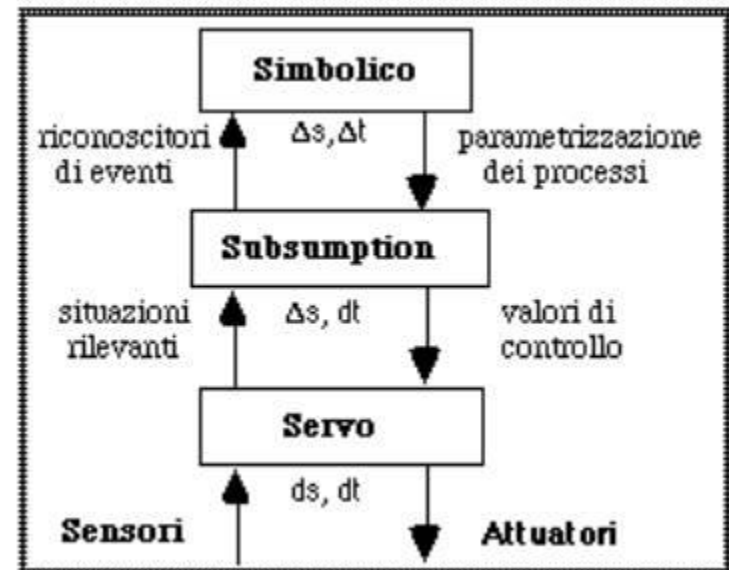 Simbolico
riconoscitori
di eventi
Δs,Δt
parametrizzazione
dei processi
Subsumption
situazioni
rilevanti
Δs, dt
valori di
controllo
Servo
ds, dt
Sensori
Attuatori